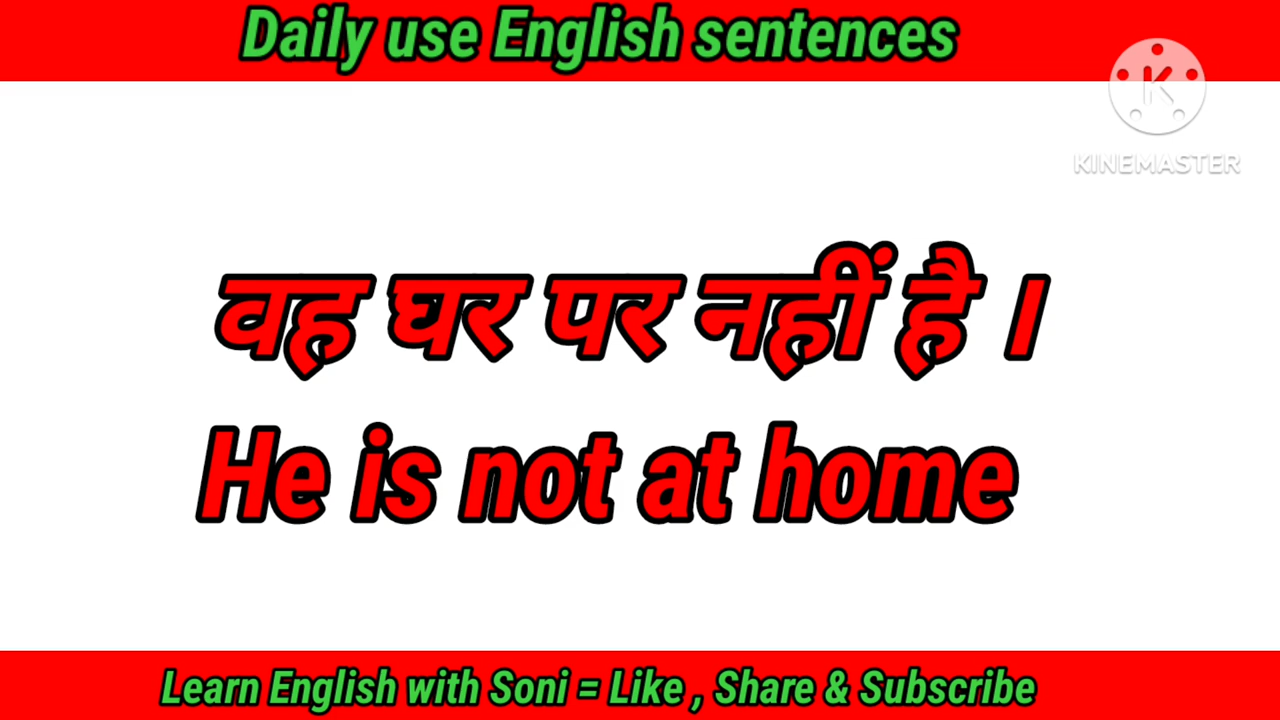 Daily use English sentences
KINEMASTER
वह घर पर नहीं है ।
He is not at home
Learn English with Soni = Like , Share & Subscribe